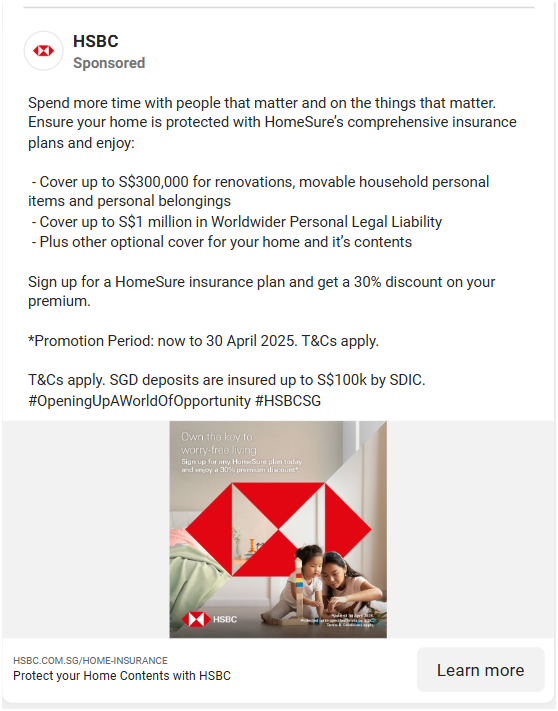 HSBC
Sponsored
Spend more time with people that matter and on the things that matter.
Ensure your home is protected with HomeSure's comprehensive insurance
plans and enjoy:
- Cover up to S$300,000 for renovations, movable household personal
items and personal belongings
- Cover up to S$1 million in Worldwider Personal Legal Liability
- Plus other optional cover for your home and it's contents
Sign up for a HomeSure insurance plan and get a 30% discount on your
premium.
*Promotion Period: now to 30 April 2025. T&Cs apply.
T&Cs apply. SGD deposits are insured up to S$100k by SDIC.
#OpeningUpAWorldOfOpportunity #HSBCSG
Own the key to
worry-free living
Sign up for any HomeSure plan today
and enjoy a 30% premium discount*.
HSBC
Terms & Conditions apply.
HSBC.COM.SG/HOME-INSURANCE
Protect your Home Contents with HSBC
Learn more